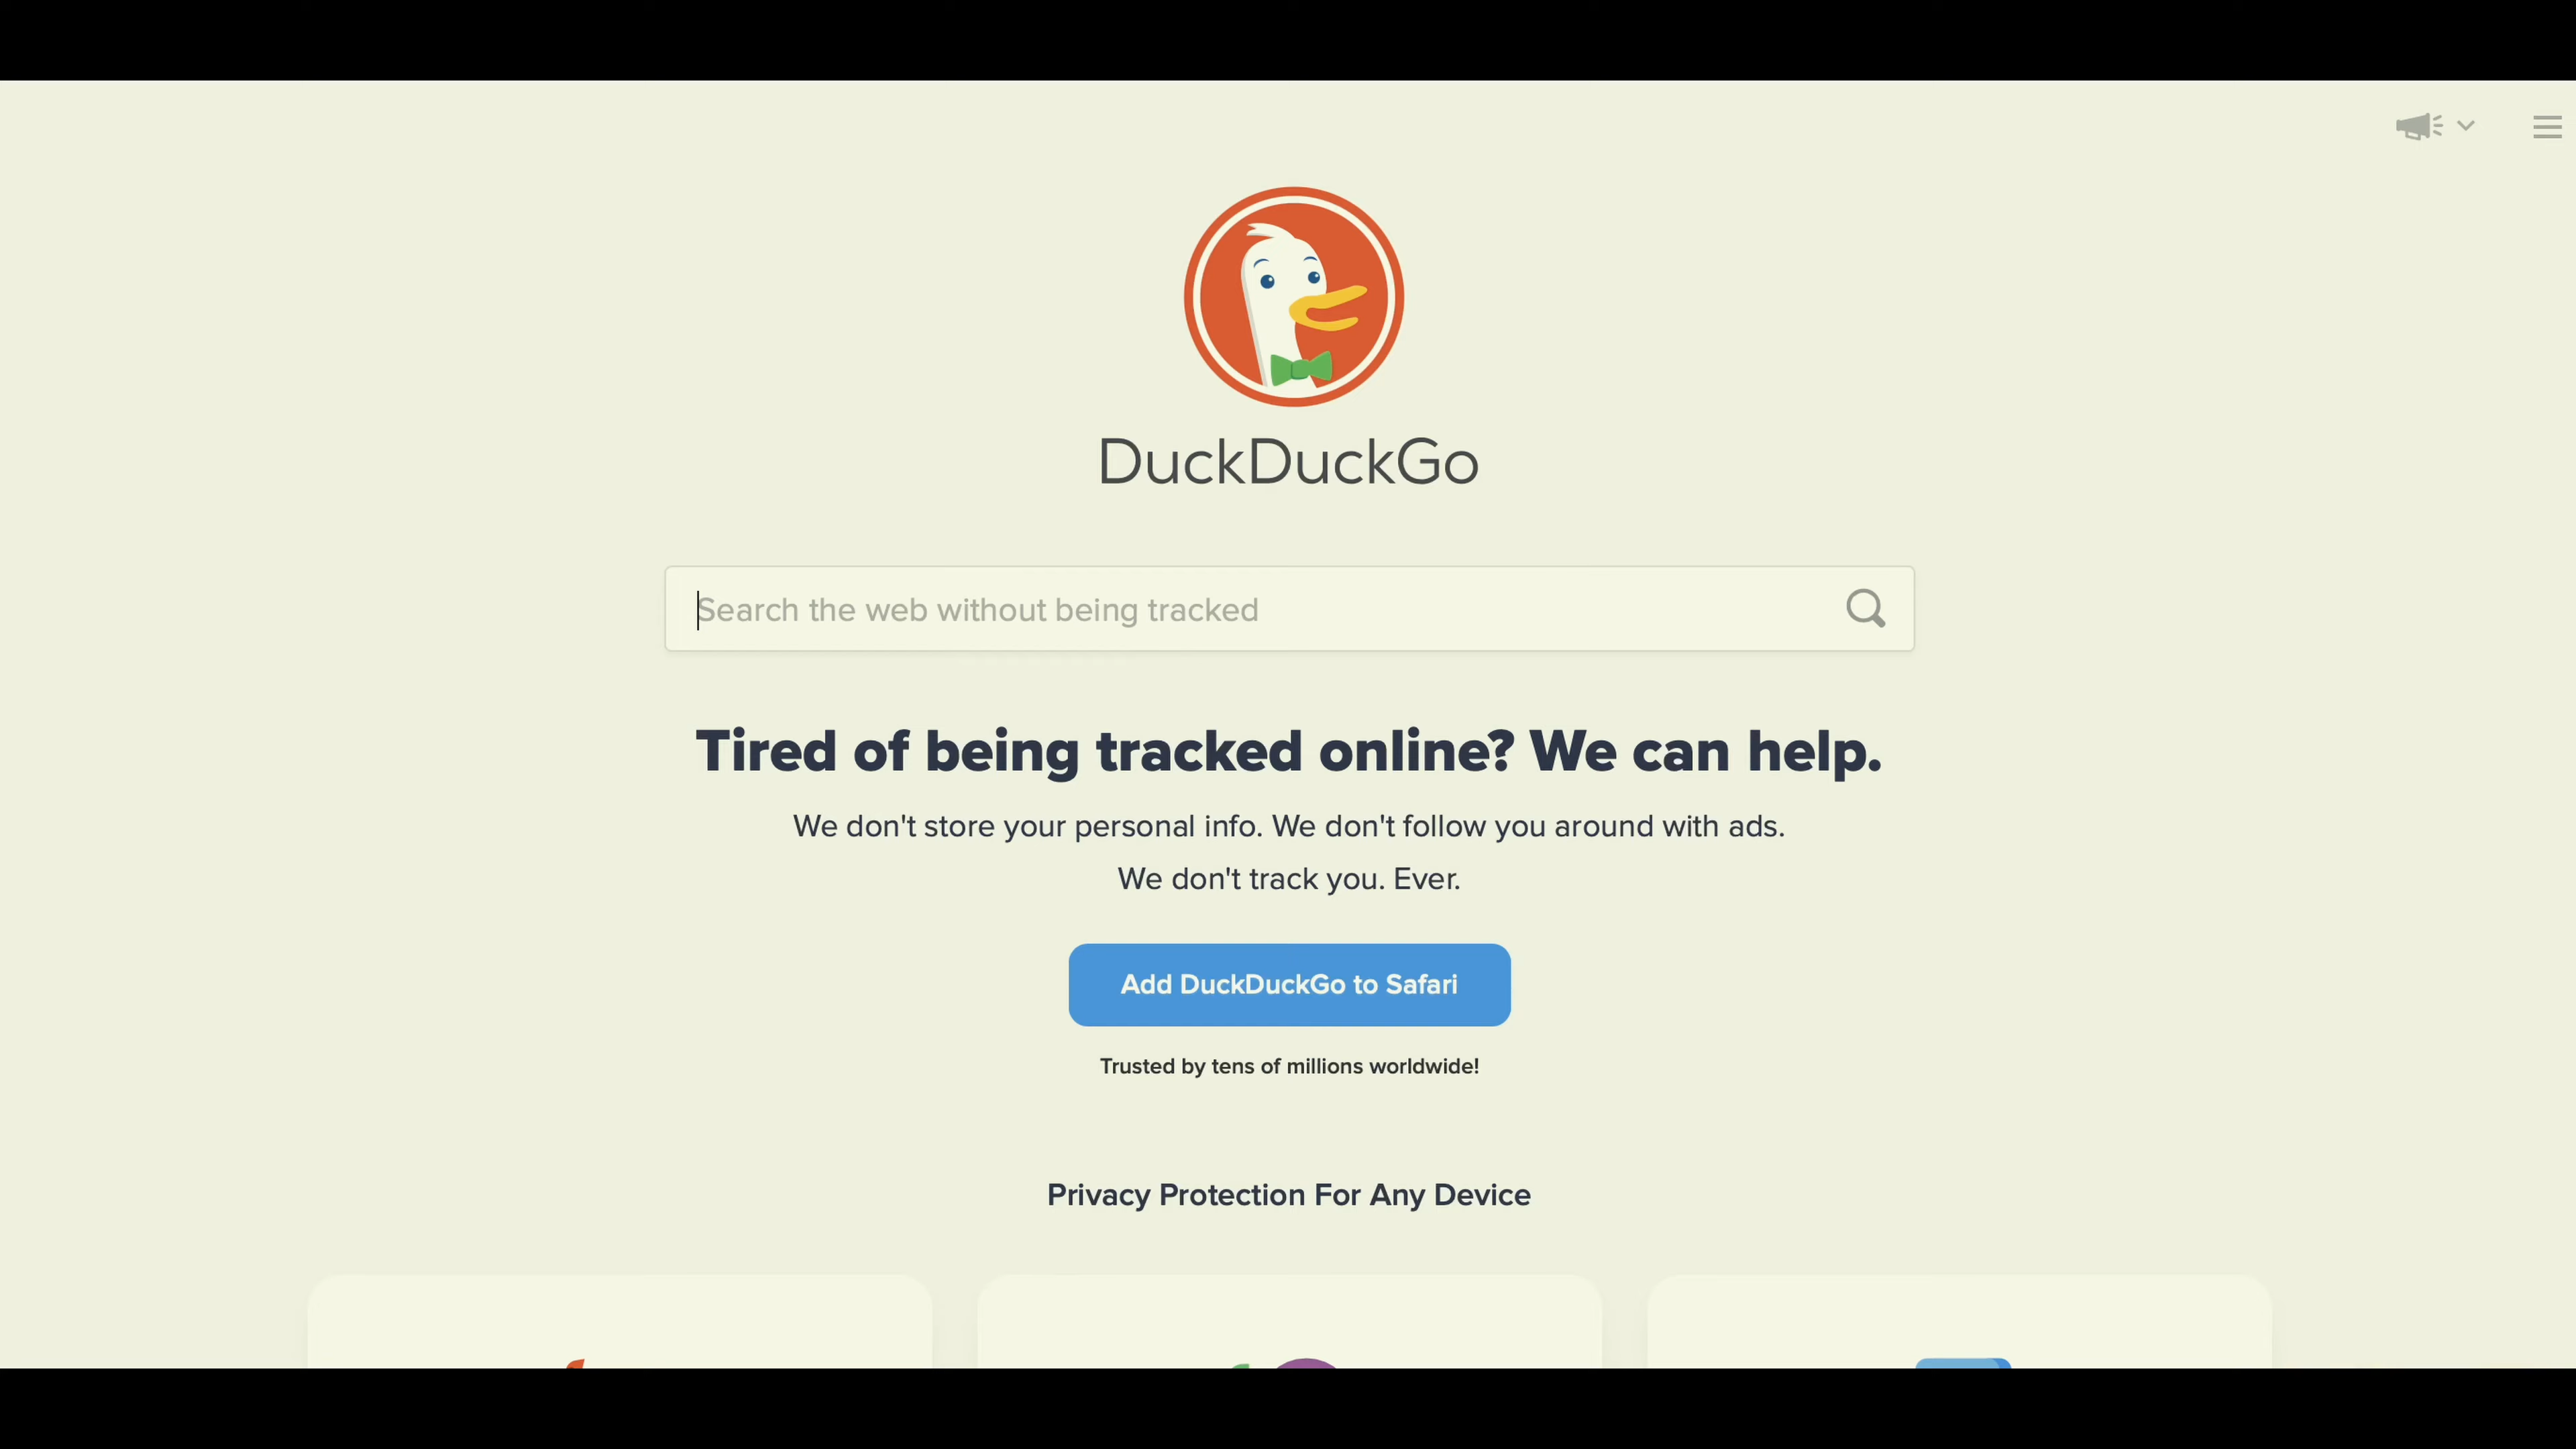 DuckDuckGo
Search the web without being tracked
Tired of being tracked online? We can help.
We don't store your personal info. We don't follow you around with ads.
We don't track you. Ever.
Add DuckDuckGo to Safari
Trusted by tens of millions worldwide!
Privacy Protection For Any Device